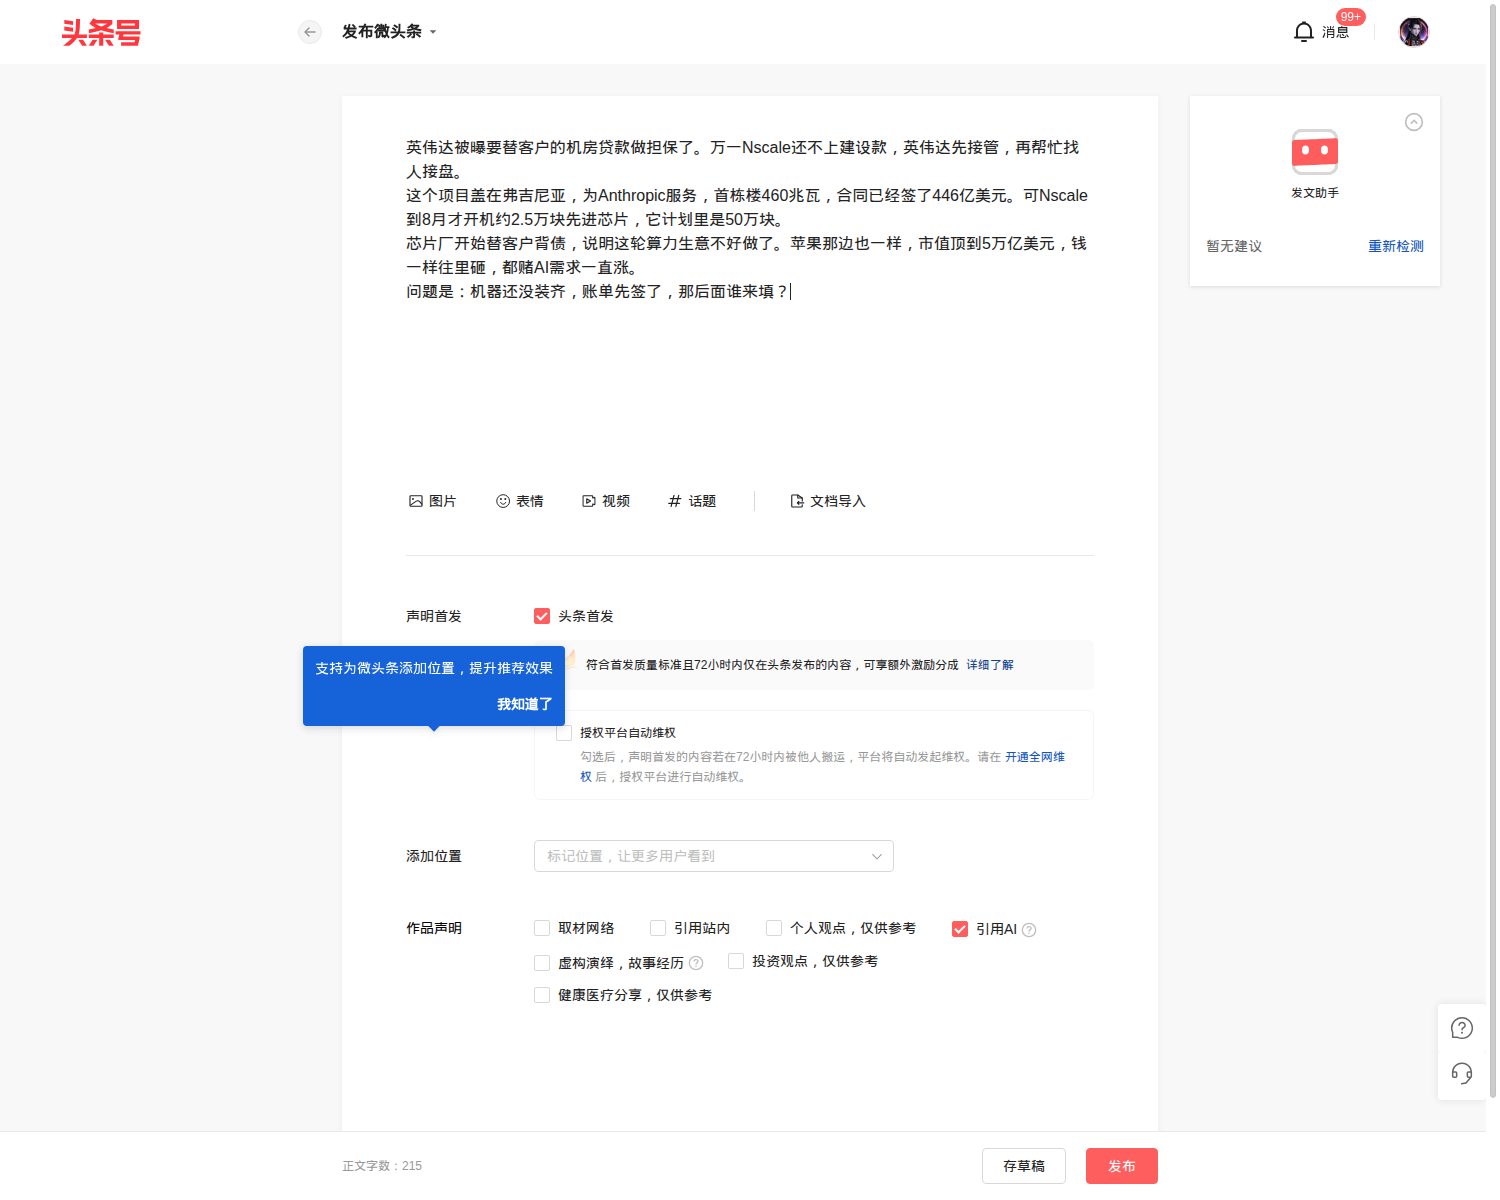 头条号
发布微头条
消息
99+
英伟达被曝要替客户的机房贷款做担保了。万一Nscale还不上建设款，英伟达先接管，再帮忙找
人接盘。
这个项目盖在弗吉尼亚，为Anthropic服务，首栋楼460兆瓦，合同已经签了446亿美元。可Nscale
到8月才开机约2.5万块先进芯片，它计划里是50万块。
芯片厂开始替客户背债，说明这轮算力生意不好做了。苹果那边也一样，市值顶到5万亿美元，钱
一样往里砸，都赌AI需求一直涨。
问题是：机器还没装齐，账单先签了，那后面谁来填？
发文助手
暂无建议
重新检测
图片
表情
视频
话题
文档导入
声明首发
头条首发
支持为微头条添加位置，提升推荐效果
我知道了
符合首发质量标准且72小时内仅在头条发布的内容，可享额外激励分成 详细了解
授权平台自动维权
勾选后，声明首发的内容若在72小时内被他人搬运，平台将自动发起维权。请在 开通全网维
权 后，授权平台进行自动维权。
添加位置
标记位置，让更多用户看到
作品声明
取材网络
引用站内
个人观点，仅供参考
引用AI
虚构演绎，故事经历
投资观点，仅供参考
健康医疗分享，仅供参考
正文字数：215
存草稿
发布